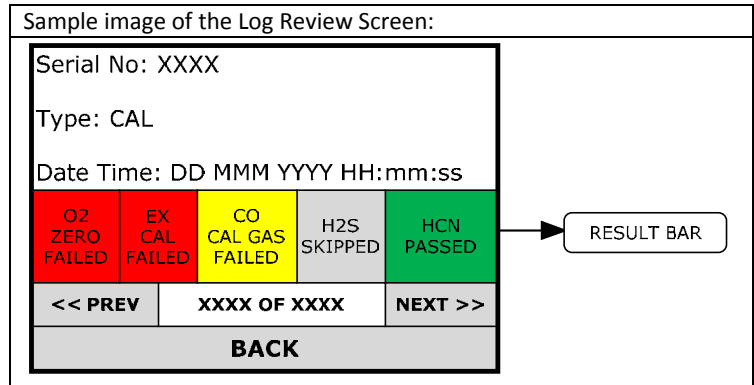 Sample image of the Log Review Screen:
Serial No: XXXX
Type: CAL
Date Time: DD MMM YYYY HH:mm:ss
O2
ZERO
FAILED
EX
CAL
FAILED
CO
CAL GAS
FAILED
H2S
SKIPPED
HCN
PASSED
RESULT BAR
<< PREV
XXXX OF XXXX
NEXT >>
BACK